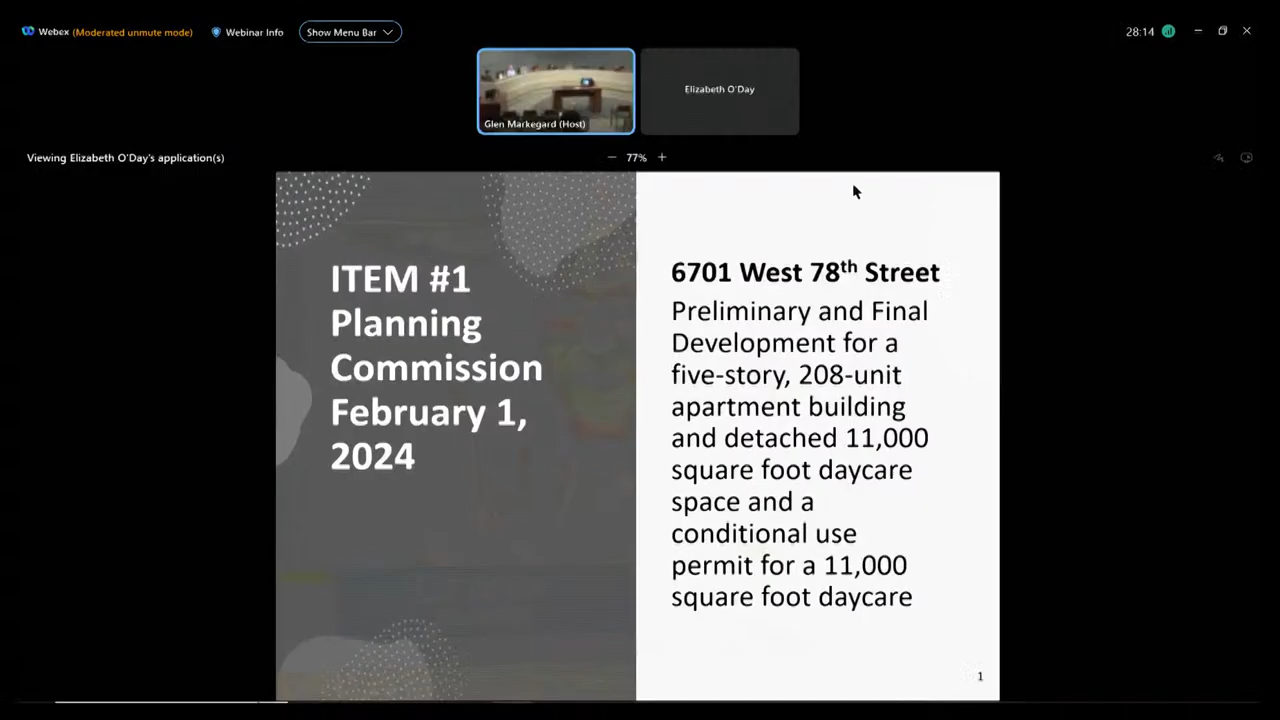 Webex (Moderated unmute mode) Webinar Info Show Menu Bar 28:14
Glen Markegard (Host)
Elizabeth O'Day
Viewing Elizabeth O'Day's application(s)
77%
ITEM #1
Planning
Commission
February 1,
2024
6701 West 78th Street
Preliminary and Final
Development for a
five-story, 208-unit
apartment building
and detached 11,000
square foot daycare
space and a
conditional use
permit for a 11,000
square foot daycare
1